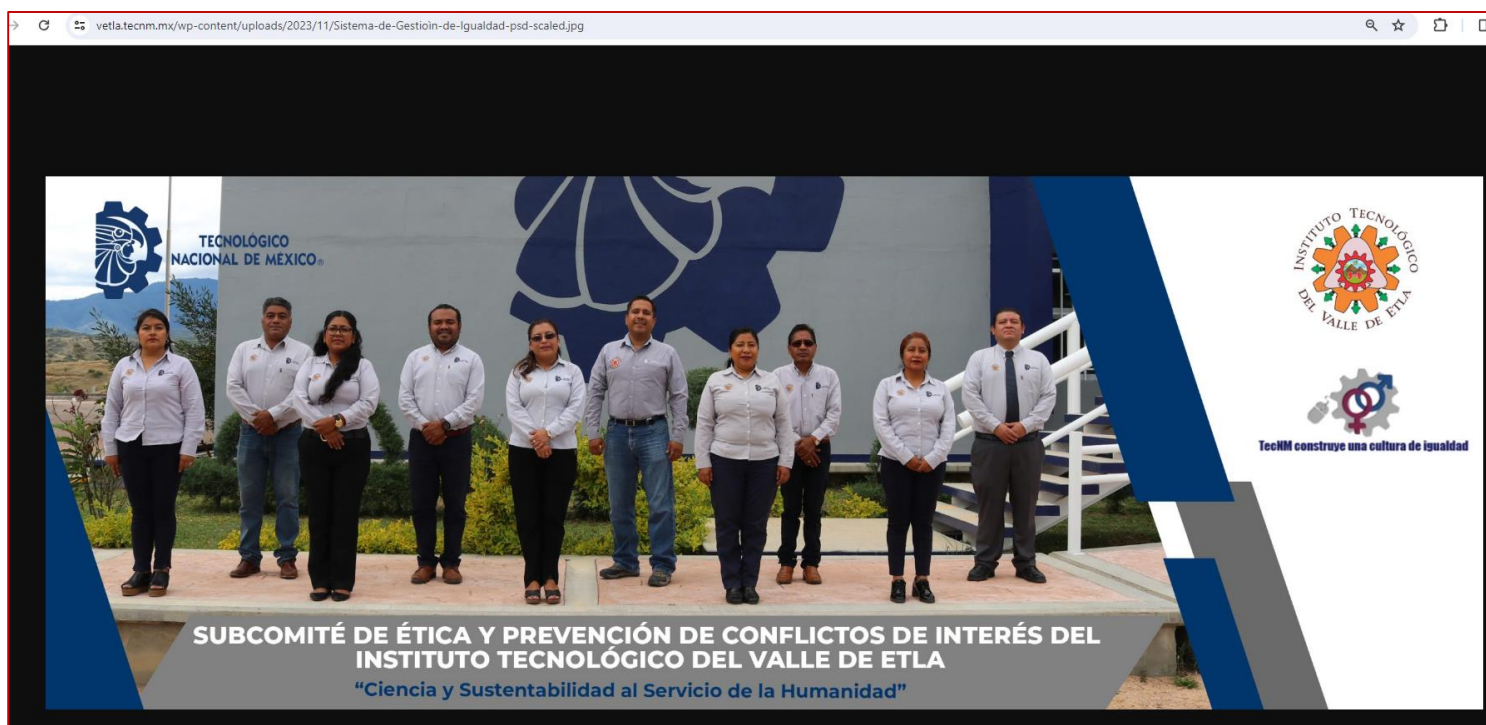 vetla.tecnm.mx/wp-content/uploads/2023/11/Sistema-de-Gestioìn-de-Igualdad-psd-scaled.jpg
TECNOLÓGICO
NACIONAL DE MÉXICO®
INSTITUTO TECNOLÓGICO
DEL VALLE DE ETLA
TecNM construye una cultura de igualdad
SUBCOMITÉ DE ÉTICA Y PREVENCIÓN DE CONFLICTOS DE INTERÉS DEL
INSTITUTO TECNOLÓGICO DEL VALLE DE ETLA
“Ciencia y Sustentabilidad al Servicio de la Humanidad”